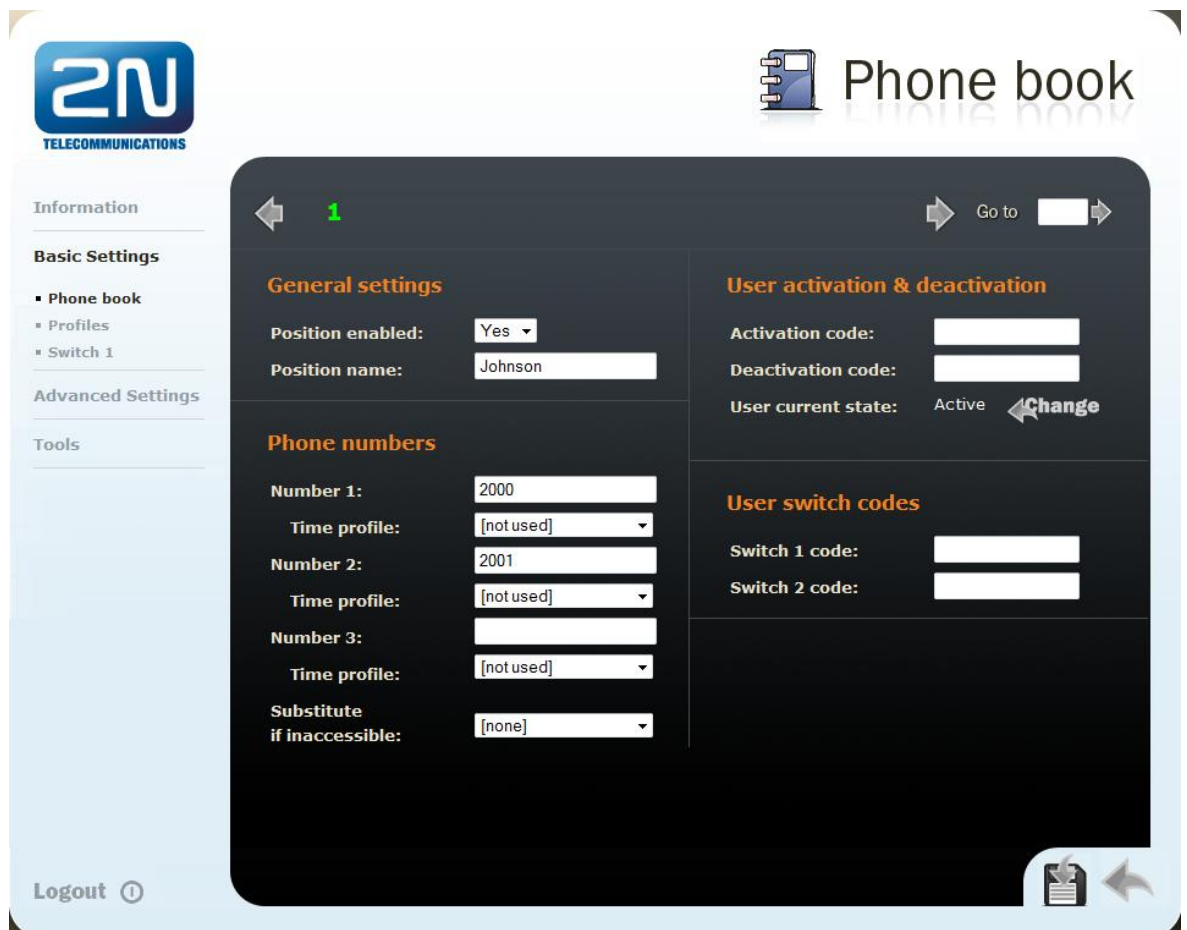 2N
TELECOMMUNICATIONS
Phone book
Information
Basic Settings
Phone book
Profiles
Switch 1
Advanced Settings
Tools
Logout
1
Go to
General settings
Position enabled: Yes
Position name: Johnson
Phone numbers
Number 1: 2000
Time profile: [not used]
Number 2: 2001
Time profile: [not used]
Number 3:
Time profile: [not used]
Substitute
if inaccessible: [none]
User activation & deactivation
Activation code:
Deactivation code:
User current state: Active Change
User switch codes
Switch 1 code:
Switch 2 code: